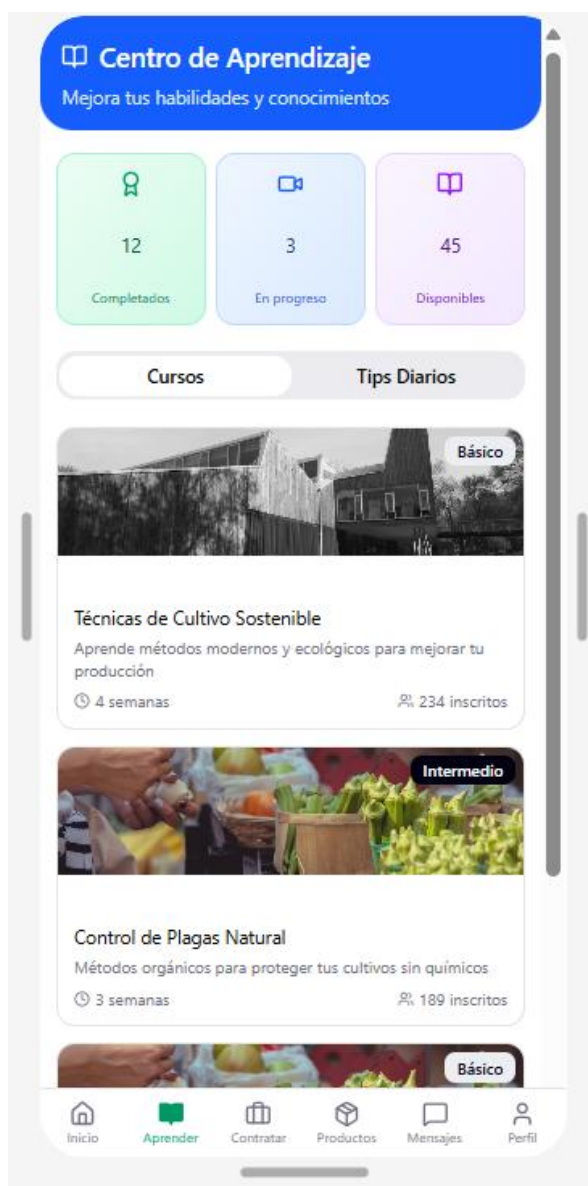 Centro de Aprendizaje
Mejora tus habilidades y conocimientos
12
3
45
Completados
En progreso
Disponibles
Cursos
Tips Diarios
Básico
Técnicas de Cultivo Sostenible
Aprende métodos modernos y ecológicos para mejorar tu
producción
4 semanas
234 inscritos
Intermedio
Control de Plagas Natural
Métodos orgánicos para proteger tus cultivos sin químicos
3 semanas
189 inscritos
Básico
Inicio
Aprender
Contratar
Productos
Mensajes
Perfil